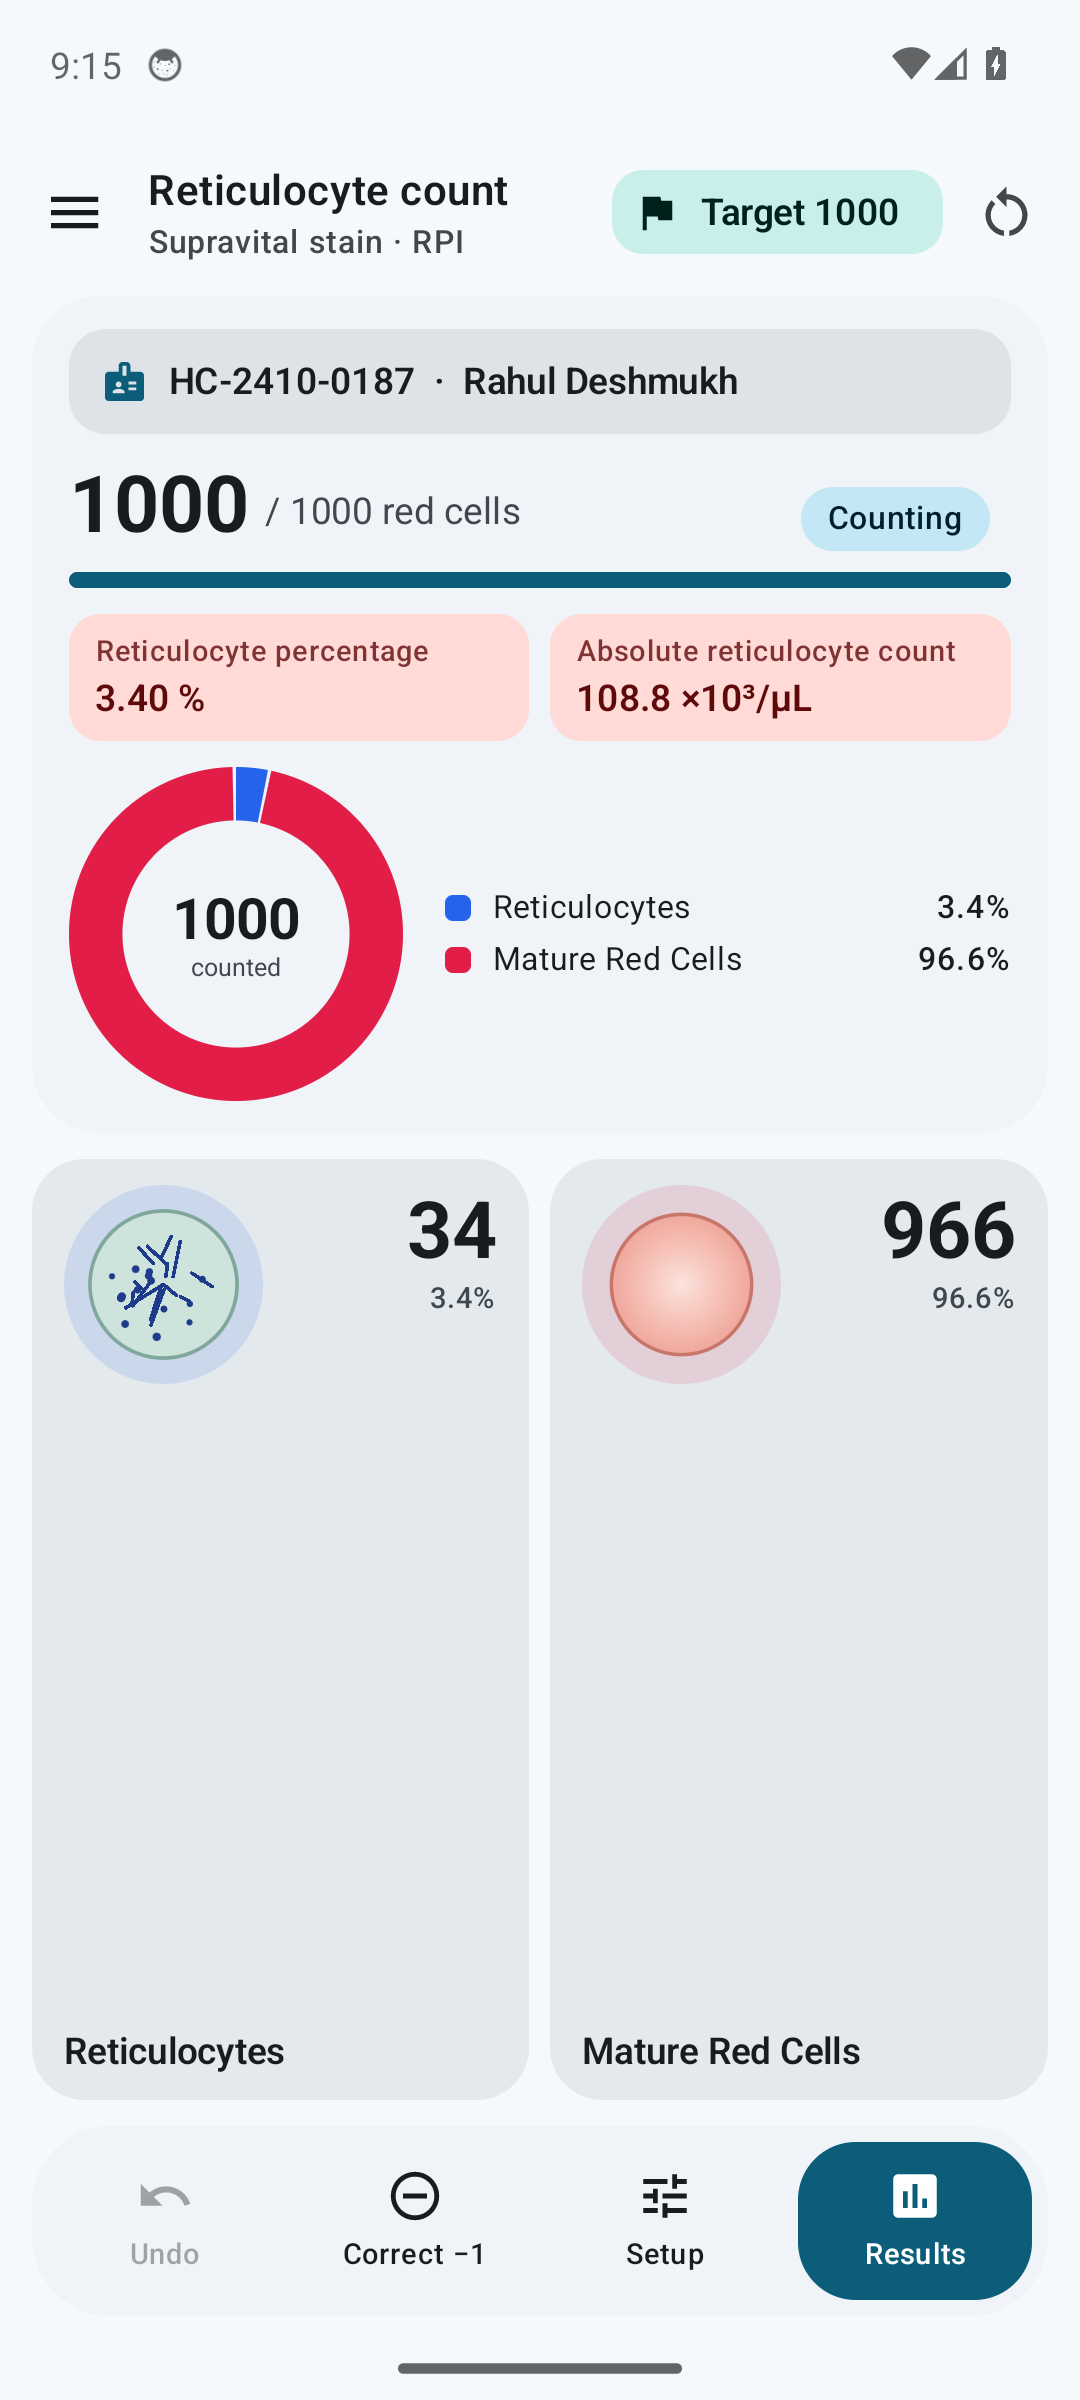 9:15
Reticulocyte count
Supravital stain · RPI
Target 1000
HC-2410-0187 · Rahul Deshmukh
1000 / 1000 red cells
Counting
Reticulocyte percentage
3.40 %
Absolute reticulocyte count
108.8 ×10³/µL
1000
counted
Reticulocytes 3.4%
Mature Red Cells 96.6%
34
3.4%
Reticulocytes
966
96.6%
Mature Red Cells
Undo
Correct −1
Setup
Results